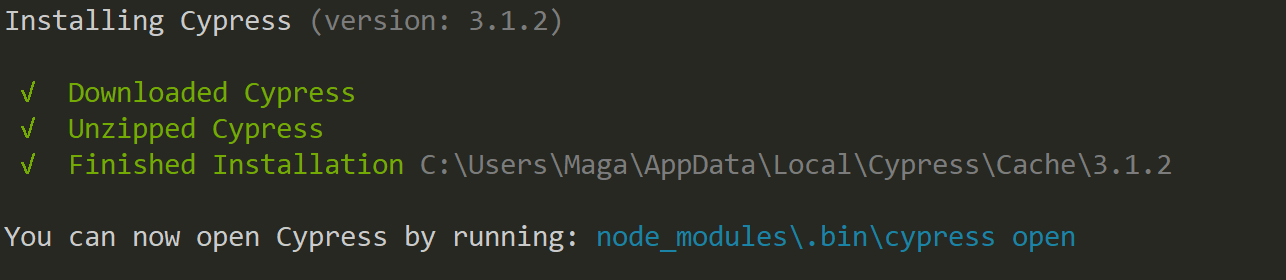 Installing Cypress (version: 3.1.2)
√ Downloaded Cypress
√ Unzipped Cypress
√ Finished Installation C:\Users\Maga\AppData\Local\Cypress\Cache\3.1.2
You can now open Cypress by running: node_modules\.bin\cypress open